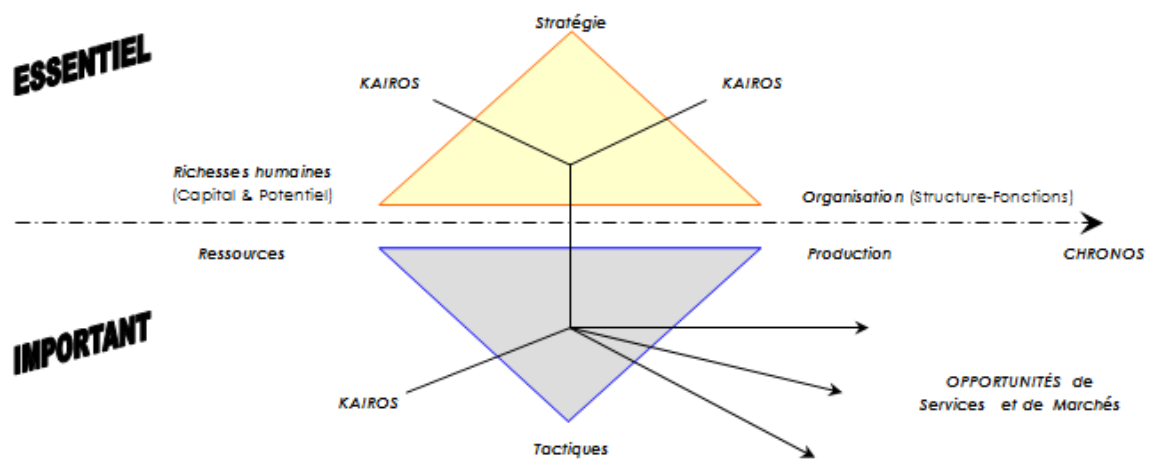 Stratégie
ESSENTIEL
KAIROS
KAIROS
Richesses humaines
(Capital & Potentiel)
Organisation (Structure-Fonctions)
Ressources
Production
CHRONOS
IMPORTANT
OPPORTUNITÉS de
Services et de Marchés
KAIROS
Tactiques